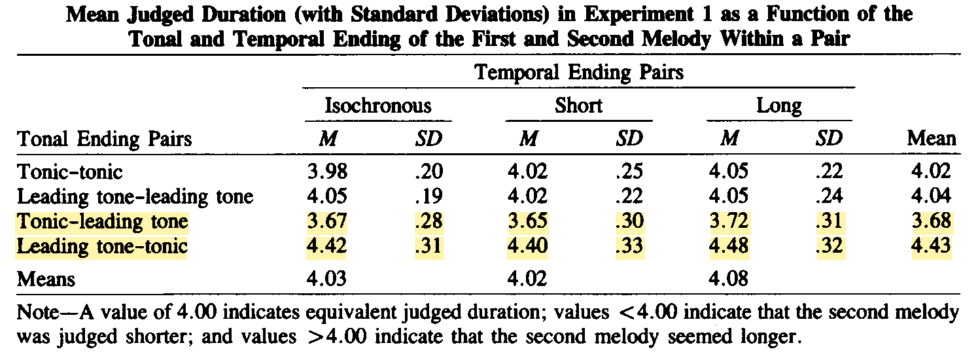 Mean Judged Duration (with Standard Deviations) in Experiment 1 as a Function of the
Tonal and Temporal Ending of the First and Second Melody Within a Pair
Temporal Ending Pairs
Isochronous Short Long
Tonal Ending Pairs M SD M SD M SD Mean
Tonic–tonic 3.98 .20 4.02 .25 4.05 .22 4.02
Leading tone–leading tone 4.05 .19 4.02 .22 4.05 .24 4.04
Tonic–leading tone 3.67 .28 3.65 .30 3.72 .31 3.68
Leading tone–tonic 4.42 .31 4.40 .33 4.48 .32 4.43
Means 4.03 4.02 4.08
Note—A value of 4.00 indicates equivalent judged duration; values <4.00 indicate that the second melody
was judged shorter; and values >4.00 indicate that the second melody seemed longer.